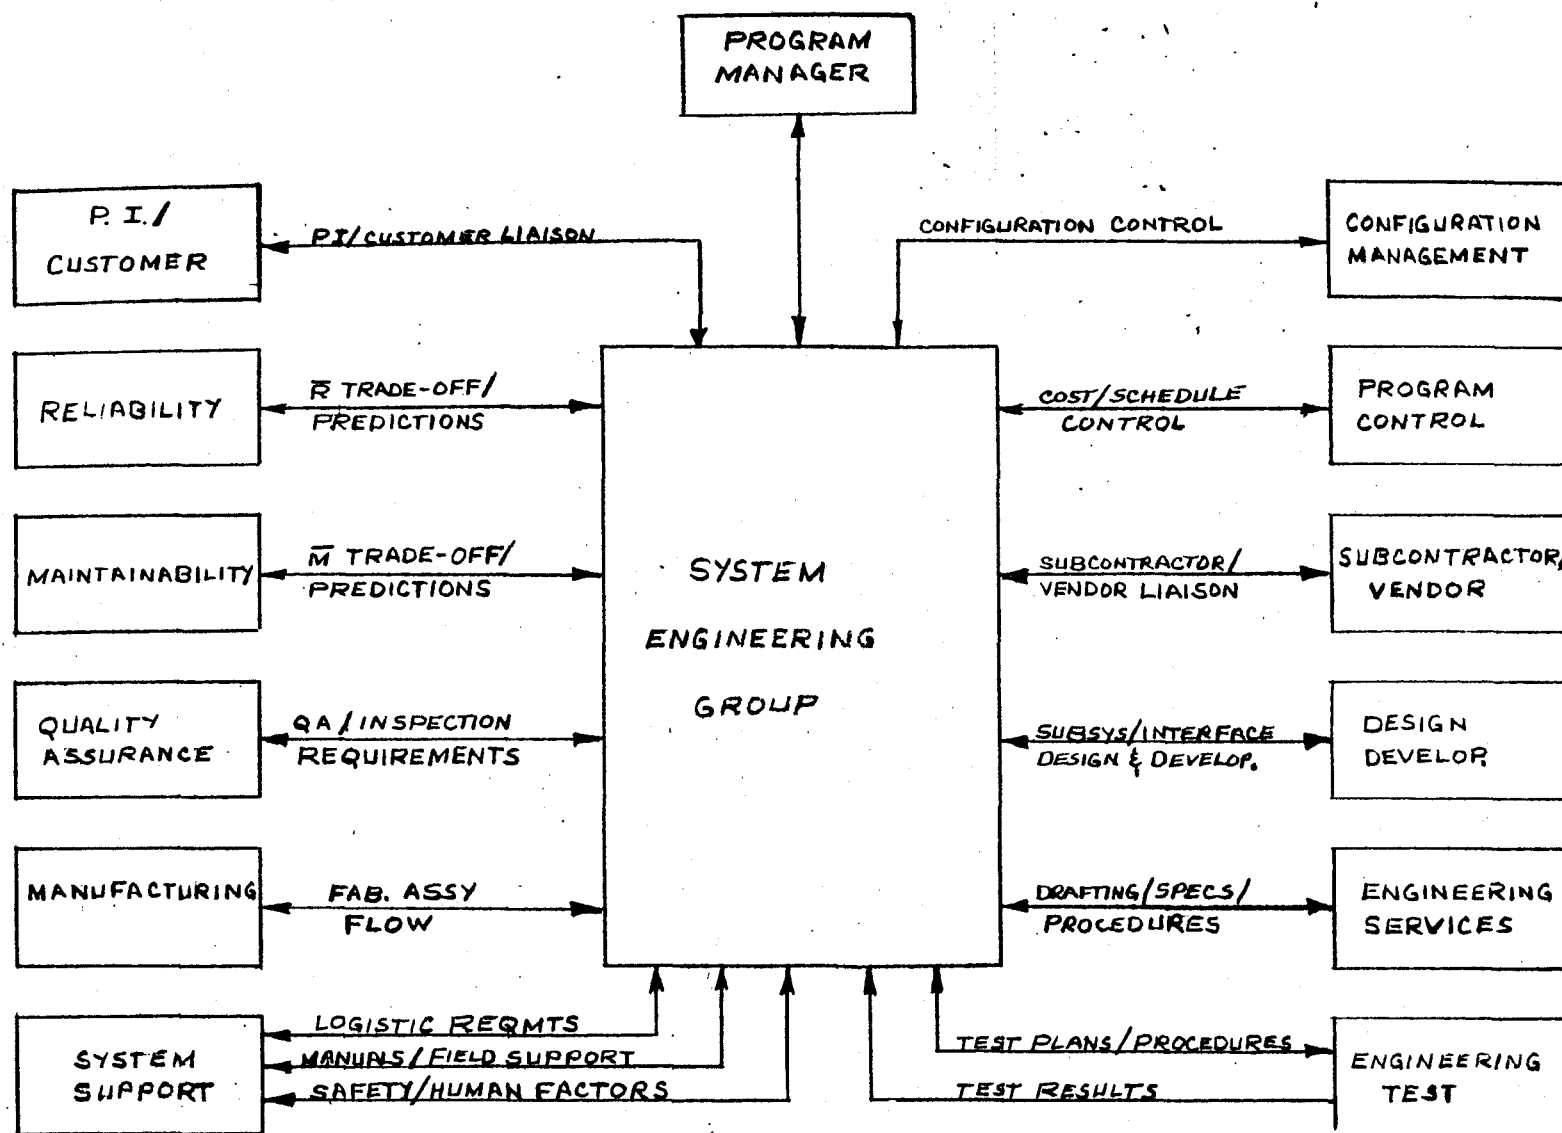 PROGRAM
MANAGER
P. I./
CUSTOMER
PI/CUSTOMER LIAISON
CONFIGURATION CONTROL
CONFIGURATION
MANAGEMENT
RELIABILITY
R̅ TRADE-OFF/
PREDICTIONS
COST/SCHEDULE
CONTROL
PROGRAM
CONTROL
MAINTAINABILITY
M̅ TRADE-OFF/
PREDICTIONS
SYSTEM
ENGINEERING
GROUP
SUBCONTRACTOR/
VENDOR LIAISON
SUBCONTRACTOR/
VENDOR
QUALITY
ASSURANCE
QA/INSPECTION
REQUIREMENTS
SUBSYS/INTERFACE
DESIGN & DEVELOP.
DESIGN
DEVELOP.
MANUFACTURING
FAB. ASSY
FLOW
DRAFTING/SPECS/
PROCEDURES
ENGINEERING
SERVICES
SYSTEM
SUPPORT
LOGISTIC REQMTS
MANUALS/FIELD SUPPORT
SAFETY/HUMAN FACTORS
TEST PLANS/PROCEDURES
TEST RESULTS
ENGINEERING
TEST